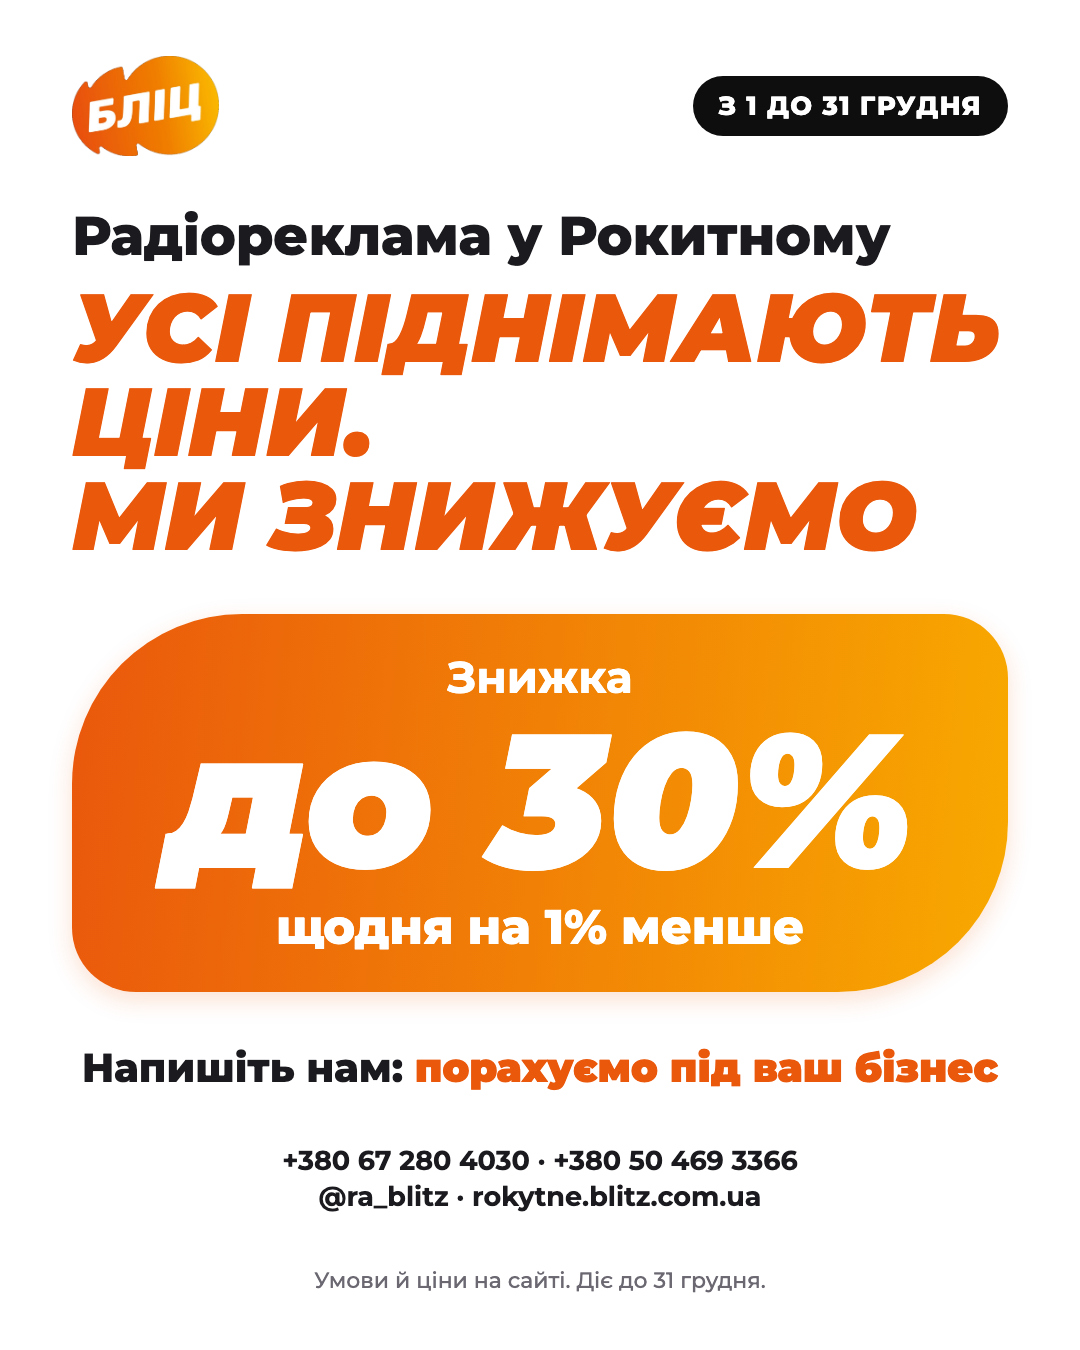 БЛІЦ
З 1 ДО 31 ГРУДНЯ
Радіореклама у Рокитному
УСІ ПІДНІМАЮТЬ
ЦІНИ.
МИ ЗНИЖУЄМО
Знижка
до 30%
щодня на 1% менше
Напишіть нам: порахуємо під ваш бізнес
+380 67 280 4030 · +380 50 469 3366
@ra_blitz · rokytne.blitz.com.ua
Умови й ціни на сайті. Діє до 31 грудня.